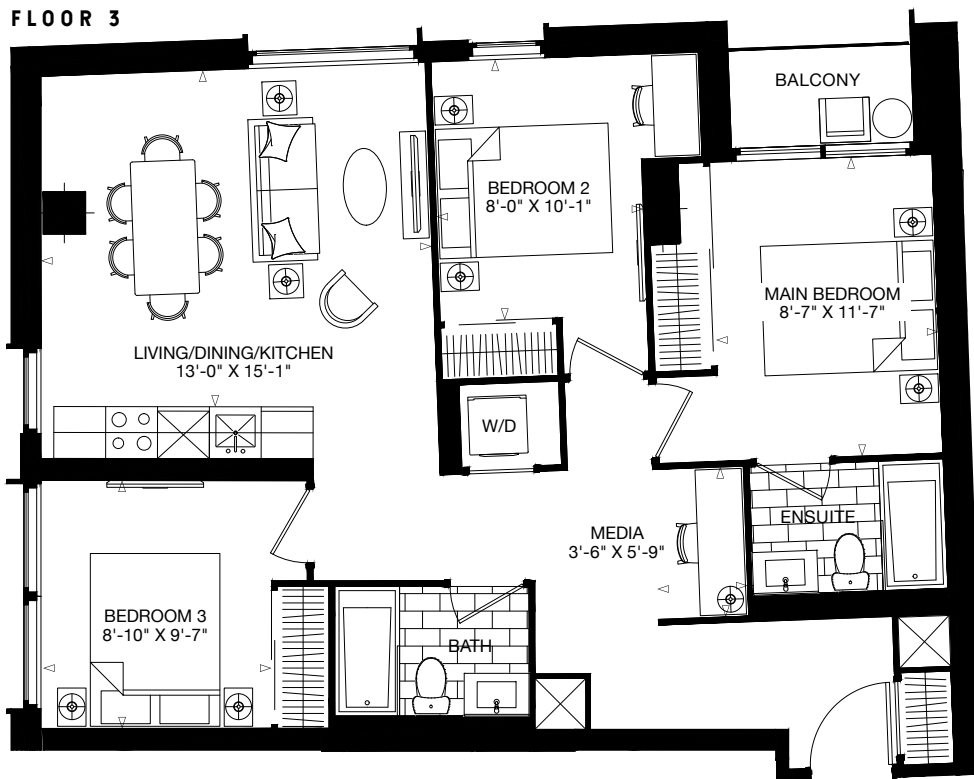 FLOOR 3
BALCONY
BEDROOM 2
8'-0" X 10'-1"
MAIN BEDROOM
8'-7" X 11'-7"
LIVING/DINING/KITCHEN
13'-0" X 15'-1"
W/D
MEDIA
3'-6" X 5'-9"
ENSUITE
BEDROOM 3
8'-10" X 9'-7"
BATH